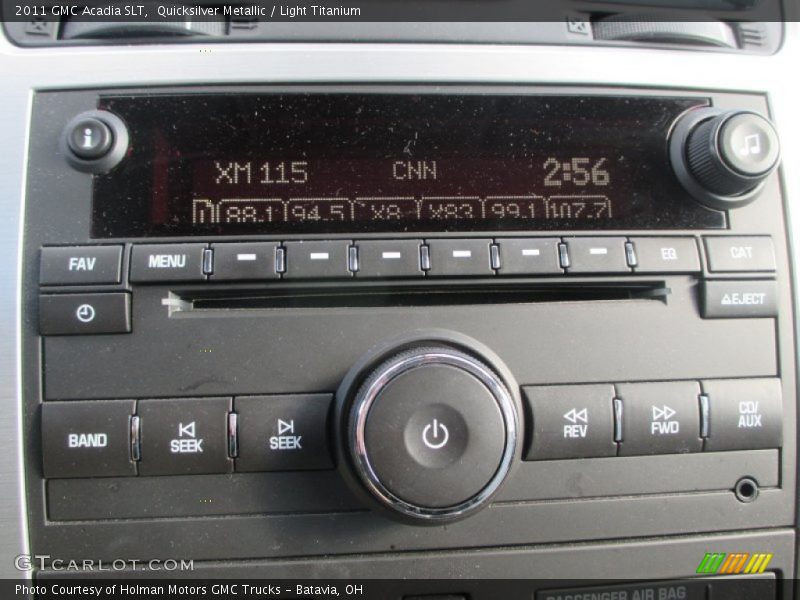 2011 GMC Acadia SLT, Quicksilver Metallic / Light Titanium
i
XM 115 CNN 2:56
88.1 94.5 X8 X83 99.1 107.7
FAV MENU EQ CAT
EJECT
BAND SEEK SEEK REV FWD CD/AUX
GTcarlot.com
PASSENGER AIR BAG
Photo Courtesy of Holman Motors GMC Trucks – Batavia, OH